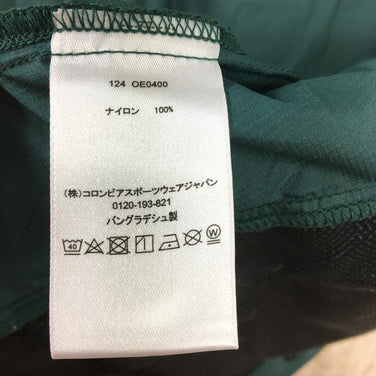 124 OE0400
ナイロン 100%
(株)コロンビアスポーツウェアジャパン
0120-193-821
バングラデシュ製
40 W